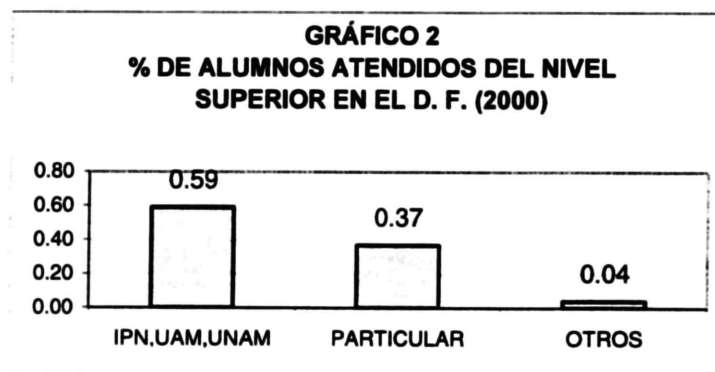 GRÁFICO 2
% DE ALUMNOS ATENDIDOS DEL NIVEL
SUPERIOR EN EL D. F. (2000)
0.80
0.60
0.40
0.20
0.00
0.59
0.37
0.04
IPN,UAM,UNAM
PARTICULAR
OTROS